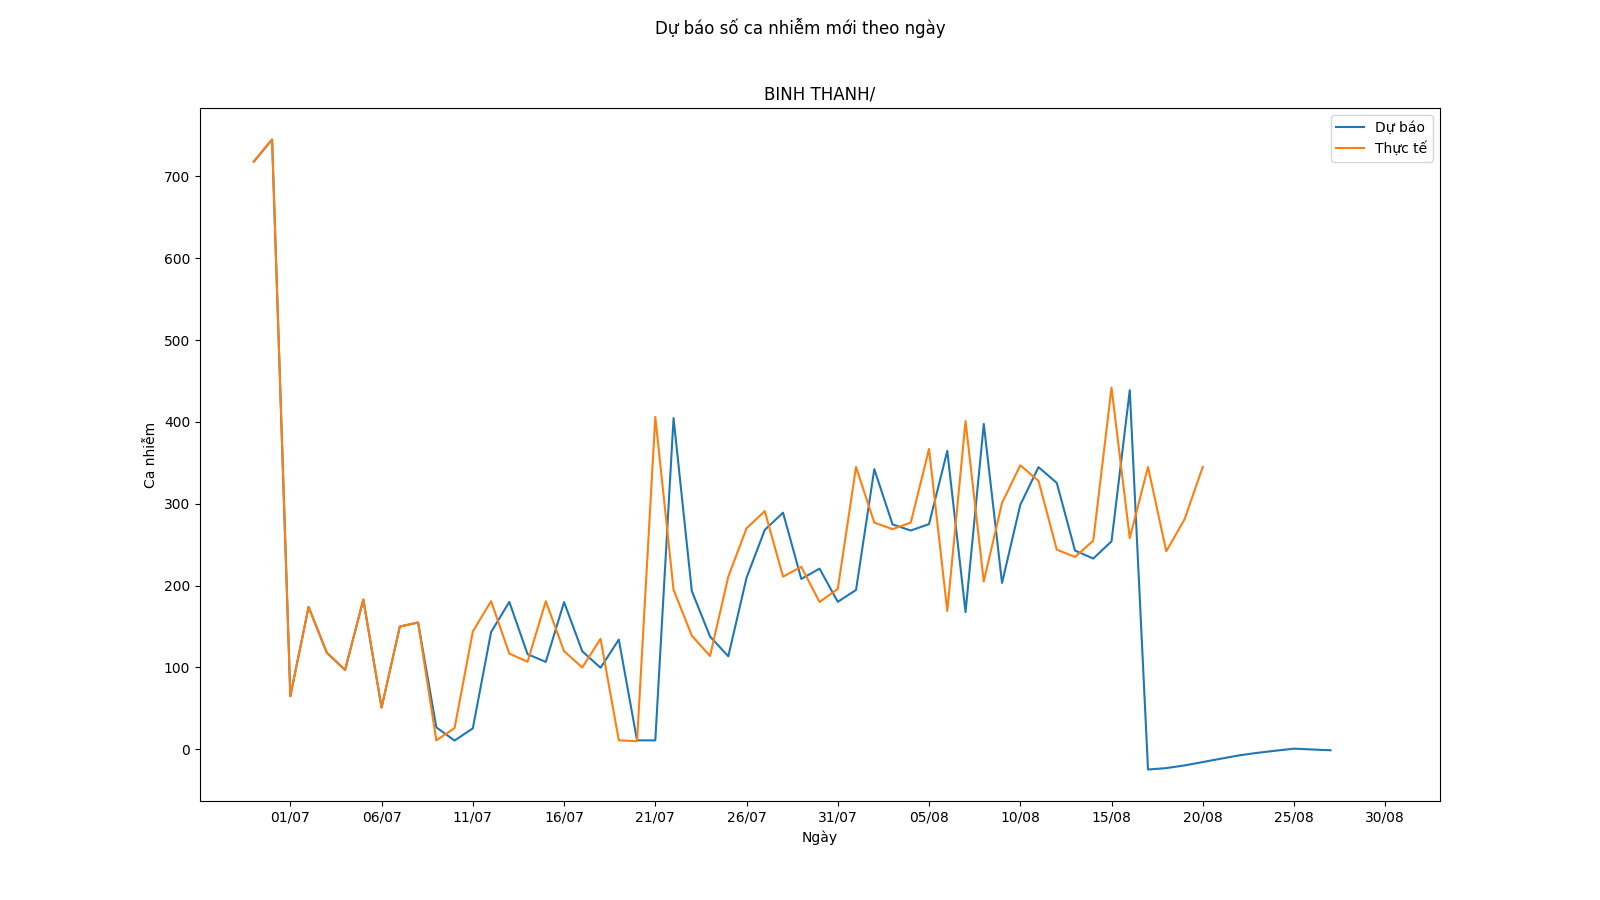 Dự báo số ca nhiễm mới theo ngày
BINH THANH/
Dự báo
Thực tế
700
600
500
400
300
200
100
0
Ca nhiễm
01/07 06/07 11/07 16/07 21/07 26/07 31/07 05/08 10/08 15/08 20/08 25/08 30/08
Ngày